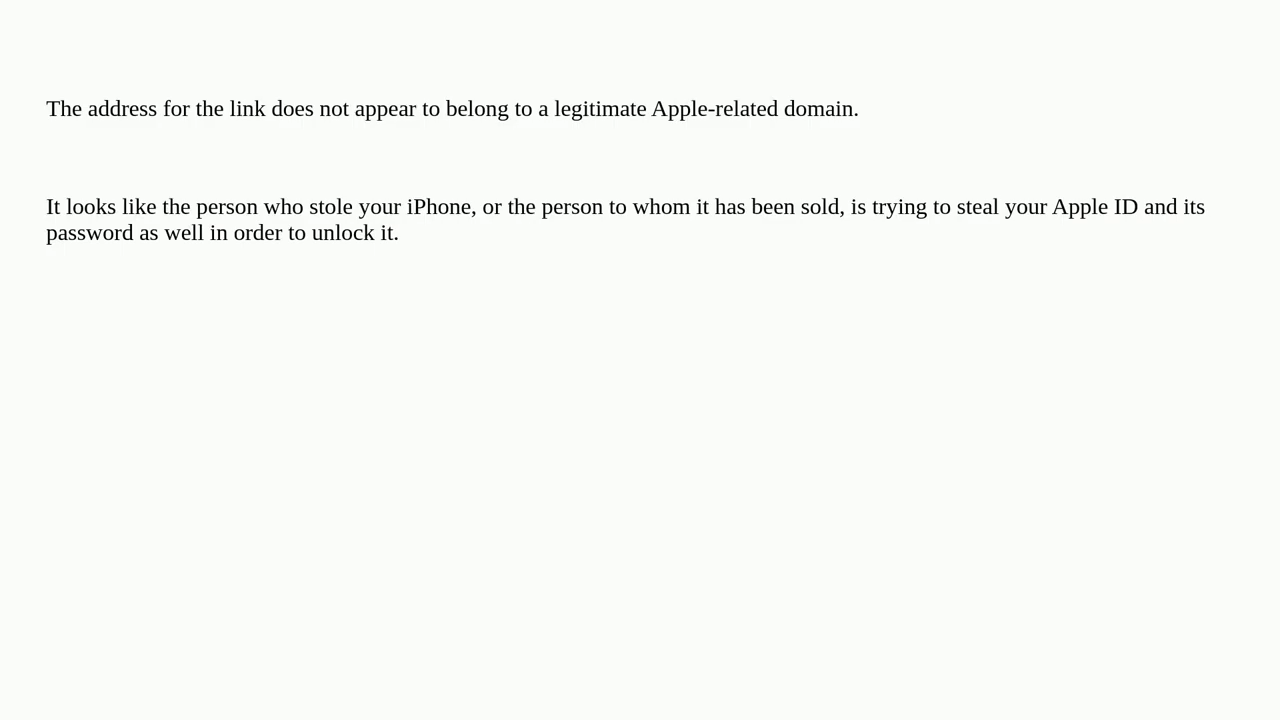 The address for the link does not appear to belong to a legitimate Apple-related domain.
It looks like the person who stole your iPhone, or the person to whom it has been sold, is trying to steal your Apple ID and its
password as well in order to unlock it.